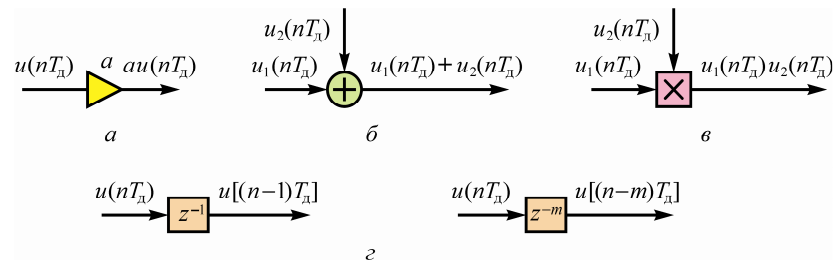 u₂(nTд)
u₂(nTд)
a
u(nTд)
au(nTд)
u₁(nTд)
u₁(nTд)+u₂(nTд)
u₁(nTд)
u₁(nTд)u₂(nTд)
+
×
а
б
в
u(nTд)
u[(n−1)Tд]
u(nTд)
u[(n−m)Tд]
z⁻¹
z⁻ᵐ
г